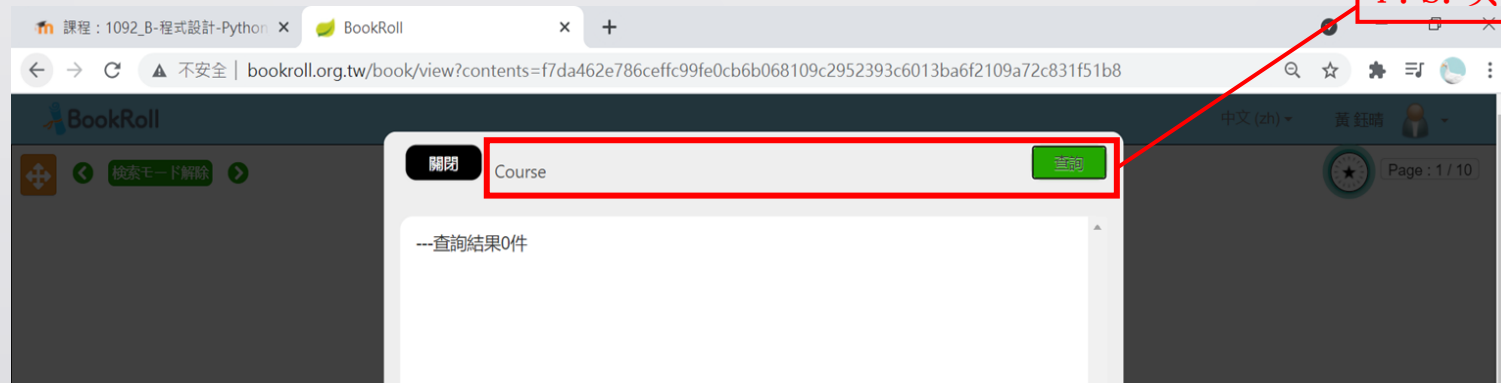 課程：1092_B-程式設計-Python
BookRoll
不安全 | bookroll.org.tw/book/view?contents=f7da462e786ceffc99fe0cb6b068109c2952393c6013ba6f2109a72c831f51b8
BookRoll
中文 (zh)
黃鈺晴
検索モード解除
Page : 1 / 10
關閉
Course
查詢
---查詢結果0件